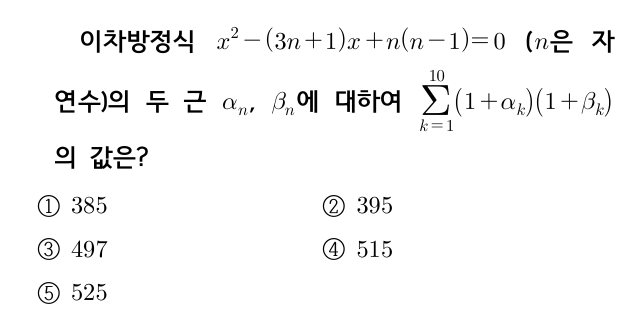 이차방정식 x² − (3n+1)x + n(n−1) = 0 (n은 자
연수)의 두 근 αₙ, βₙ에 대하여 \sum_{k=1}^{10}(1+αₖ)(1+βₖ)
의 값은?
① 385 ② 395
③ 497 ④ 515
⑤ 525